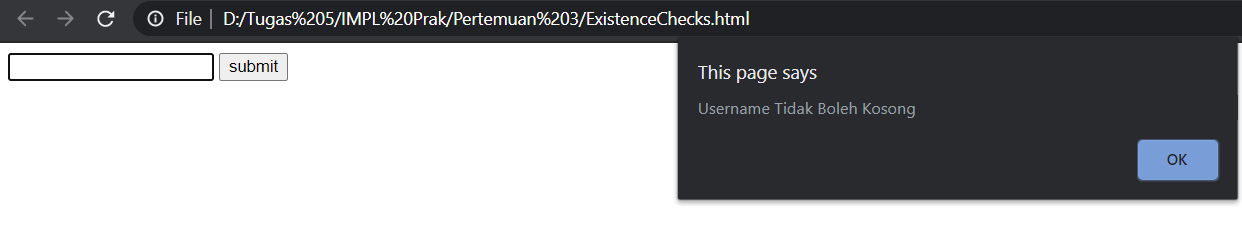 File | D:/Tugas%205/IMPL%20Prak/Pertemuan%203/ExistenceChecks.html
submit
This page says
Username Tidak Boleh Kosong
OK